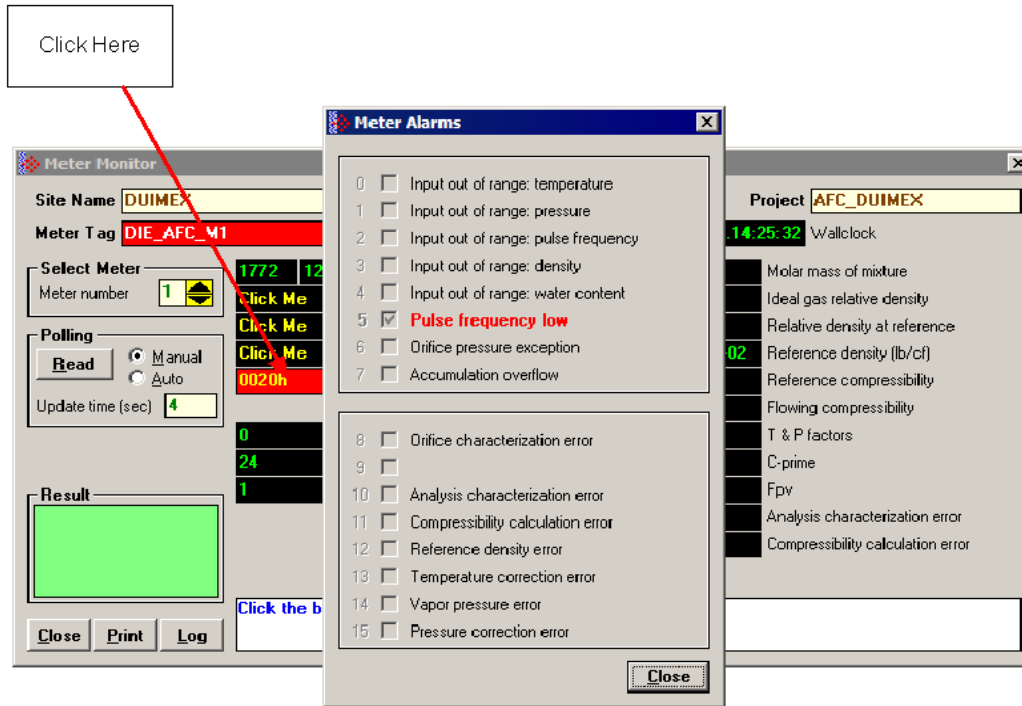 Click Here
Meter Alarms
0 Input out of range: temperature
1 Input out of range: pressure
2 Input out of range: pulse frequency
3 Input out of range: density
4 Input out of range: water content
5 Pulse frequency low
6 Orifice pressure exception
7 Accumulation overflow
8 Orifice characterization error
9
10 Analysis characterization error
11 Compressibility calculation error
12 Reference density error
13 Temperature correction error
14 Vapor pressure error
15 Pressure correction error
Close
Meter Monitor
Site Name DUIMEX
Project AFC_DUIMEX
Meter Tag DIE_AFC_M1
.14:25:32 Wallclock
Select Meter
Meter number 1
Polling
Read
Manual
Auto
Update time (sec) 4
Result
Close Print Log
1772 12
Click Me
Click Me
Click Me
0020h
0
24
1
Click the b
Molar mass of mixture
Ideal gas relative density
Relative density at reference
02 Reference density (lb/cf)
Reference compressibility
Flowing compressibility
T & P factors
C-prime
Fpv
Analysis characterization error
Compressibility calculation error